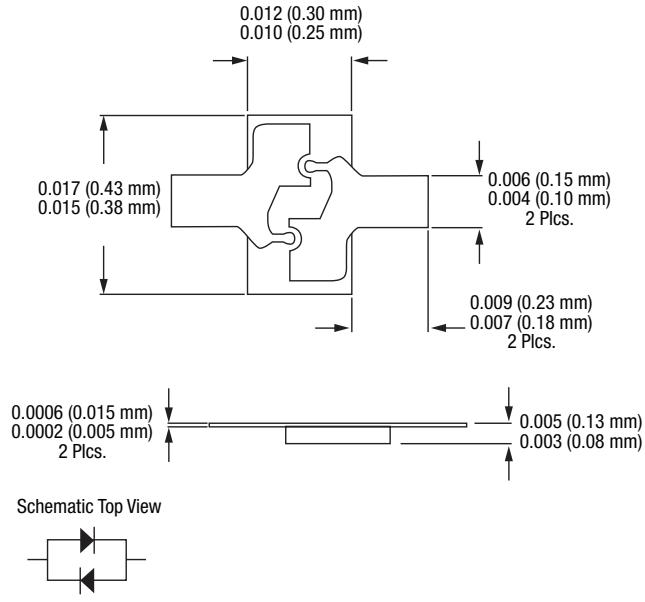 0.012 (0.30 mm)
0.010 (0.25 mm)
0.017 (0.43 mm)
0.015 (0.38 mm)
0.006 (0.15 mm)
0.004 (0.10 mm)
2 Plcs.
0.009 (0.23 mm)
0.007 (0.18 mm)
2 Plcs.
0.0006 (0.015 mm)
0.0002 (0.005 mm)
2 Plcs.
0.005 (0.13 mm)
0.003 (0.08 mm)
Schematic Top View